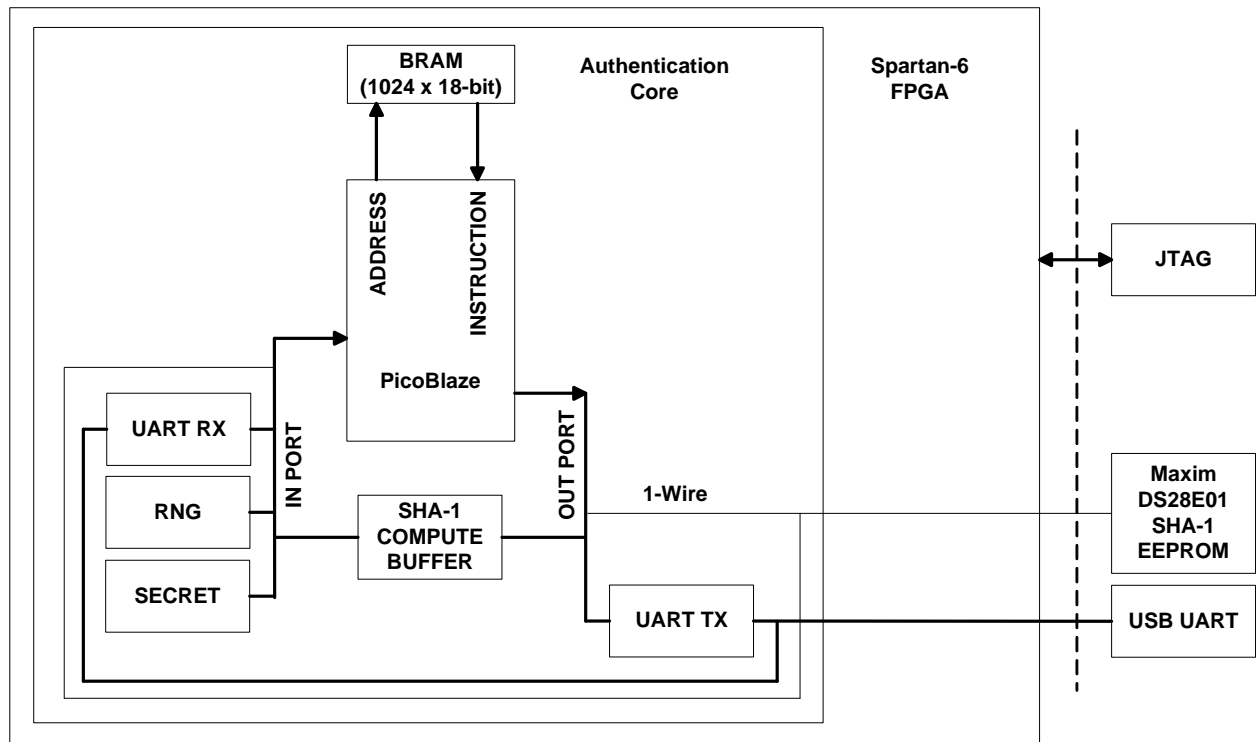 BRAM
(1024 x 18-bit)
Authentication
Core
Spartan-6
FPGA
ADDRESS
INSTRUCTION
PicoBlaze
JTAG
UART RX
RNG
SECRET
IN PORT
SHA-1
COMPUTE
BUFFER
OUT PORT
1-Wire
UART TX
Maxim
DS28E01
SHA-1
EEPROM
USB UART